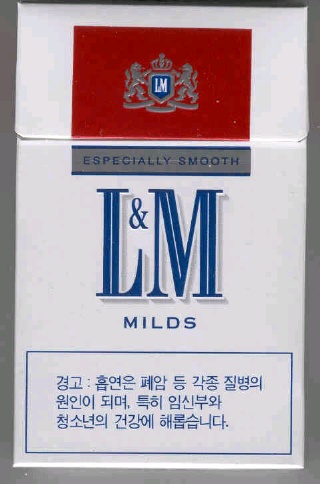 LM
ESPECIALLY SMOOTH
L&M
MILDS
경고 : 흡연은 폐암 등 각종 질병의
원인이 되며, 특히 임신부와
청소년의 건강에 해롭습니다.